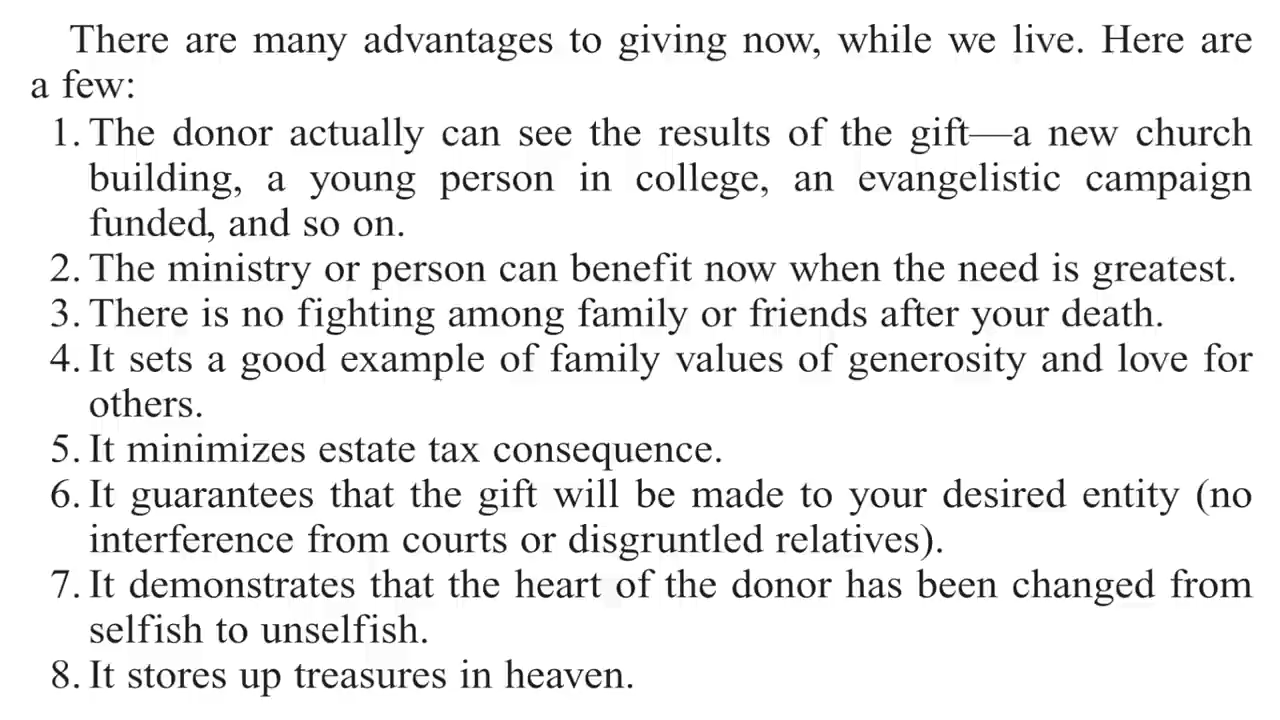 There are many advantages to giving now, while we live. Here are
a few:
1. The donor actually can see the results of the gift—a new church
building, a young person in college, an evangelistic campaign
funded, and so on.
2. The ministry or person can benefit now when the need is greatest.
3. There is no fighting among family or friends after your death.
4. It sets a good example of family values of generosity and love for
others.
5. It minimizes estate tax consequence.
6. It guarantees that the gift will be made to your desired entity (no
interference from courts or disgruntled relatives).
7. It demonstrates that the heart of the donor has been changed from
selfish to unselfish.
8. It stores up treasures in heaven.